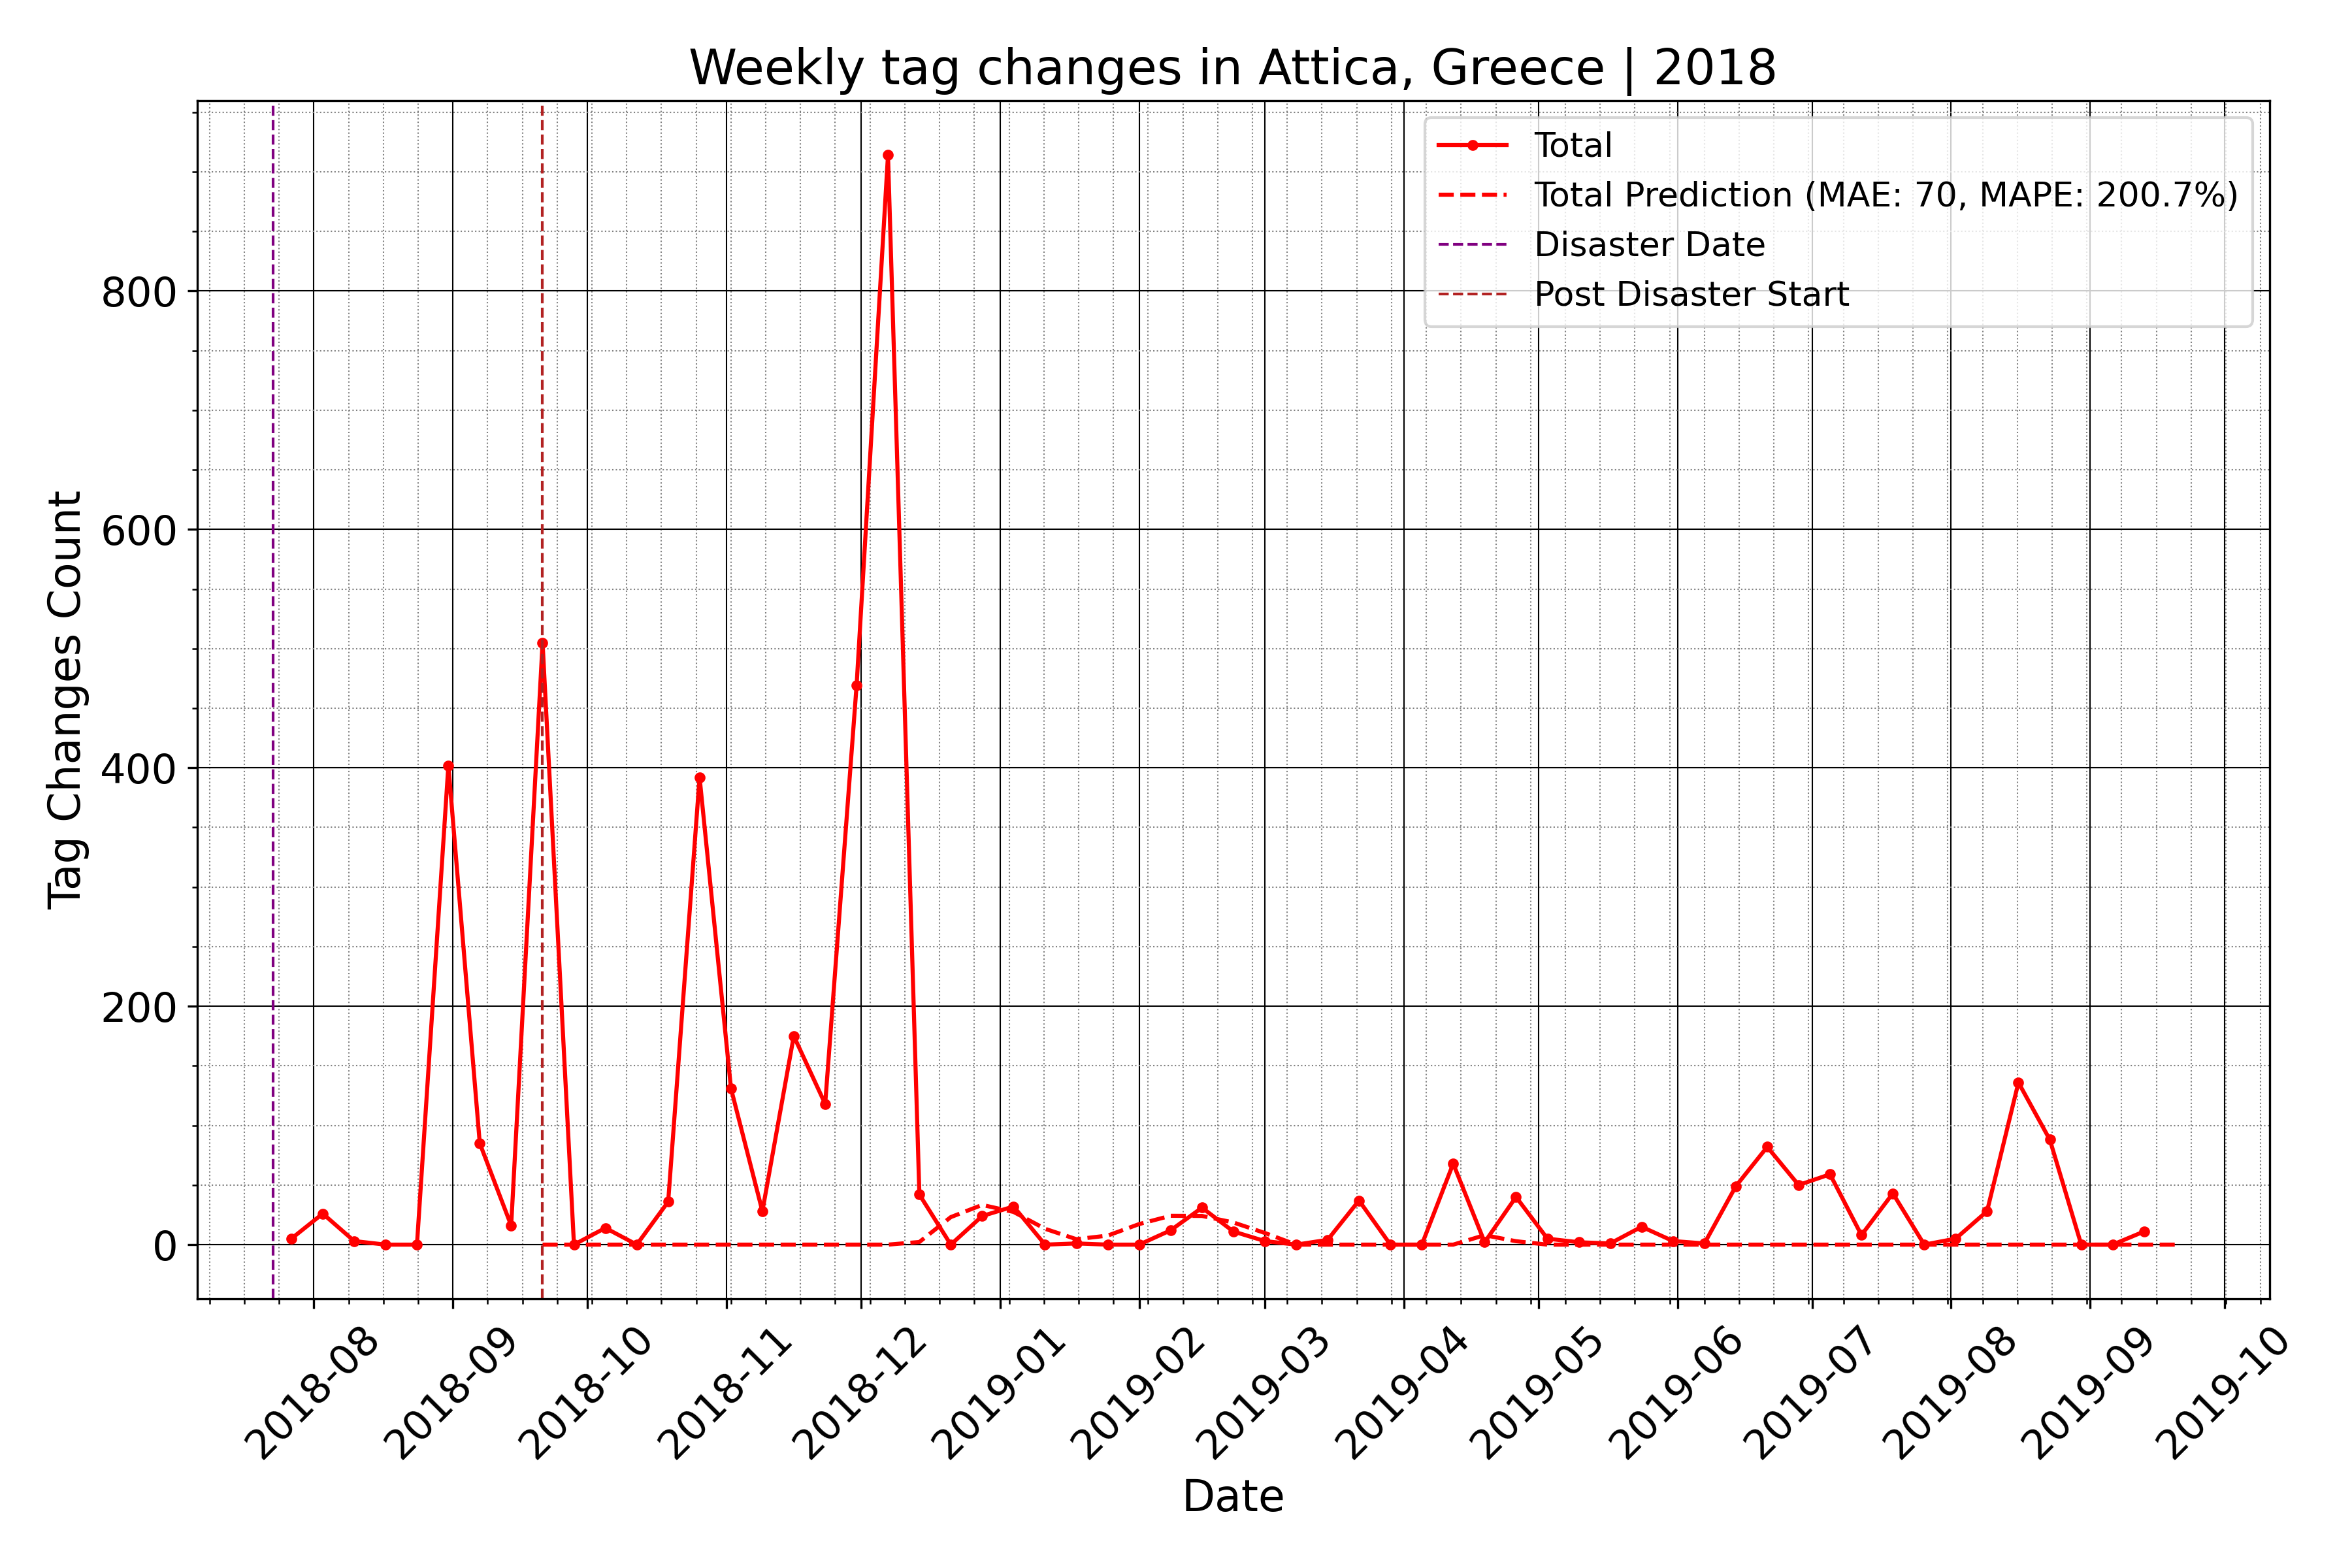 Weekly tag changes in Attica, Greece | 2018
Total
Total Prediction (MAE: 70, MAPE: 200.7%)
Disaster Date
Post Disaster Start
Tag Changes Count
800
600
400
200
0
2018-08
2018-09
2018-10
2018-11
2018-12
2019-01
2019-02
2019-03
2019-04
2019-05
2019-06
2019-07
2019-08
2019-09
2019-10
Date